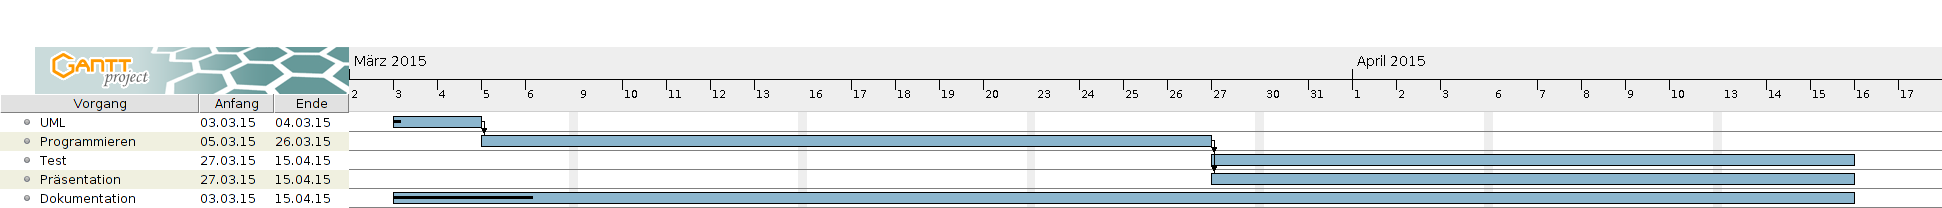 März 2015 April 2015
GANTT
project
2 3 4 5 6 9 10 11 12 13 16 17 18 19 20 23 24 25 26 27 30 31 1 2 3 6 7 8 9 10 13 14 15 16 17
Vorgang Anfang Ende
UML 03.03.15 04.03.15
Programmieren 05.03.15 26.03.15
Test 27.03.15 15.04.15
Präsentation 27.03.15 15.04.15
Dokumentation 03.03.15 15.04.15